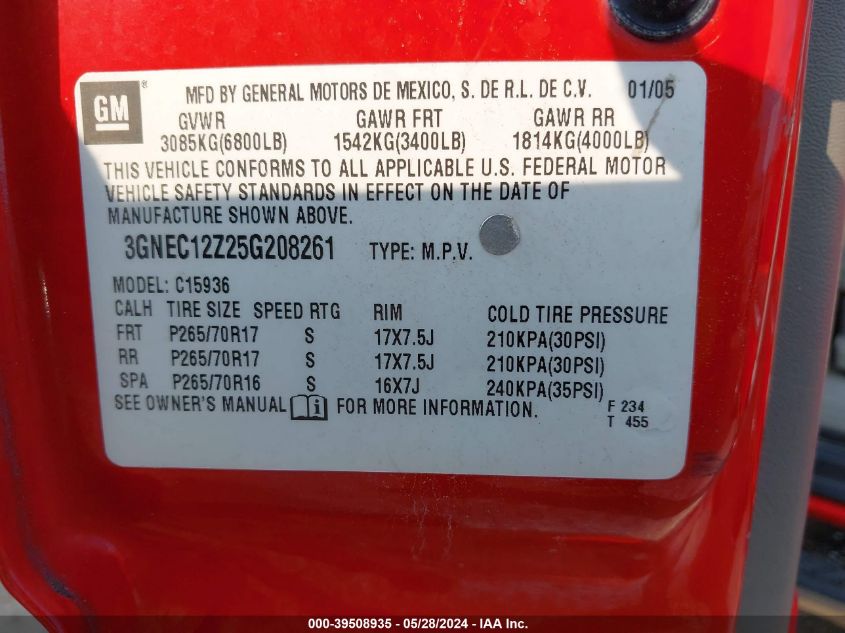 GM
MFD BY GENERAL MOTORS DE MEXICO, S. DE R.L. DE C.V. 01/05
GVWR GAWR FRT GAWR RR
3085KG(6800LB) 1542KG(3400LB) 1814KG(4000LB)
THIS VEHICLE CONFORMS TO ALL APPLICABLE U.S. FEDERAL MOTOR
VEHICLE SAFETY STANDARDS IN EFFECT ON THE DATE OF
MANUFACTURE SHOWN ABOVE.
3GNEC12Z25G208261 TYPE: M.P.V.
MODEL: C15936
CALH TIRE SIZE SPEED RTG RIM COLD TIRE PRESSURE
FRT P265/70R17 S 17X7.5J 210KPA(30PSI)
RR P265/70R17 S 17X7.5J 210KPA(30PSI)
SPA P265/70R16 S 16X7J 240KPA(35PSI)
SEE OWNER'S MANUAL FOR MORE INFORMATION. F 234
T 455
000-39508935 - 05/28/2024 - IAA Inc.